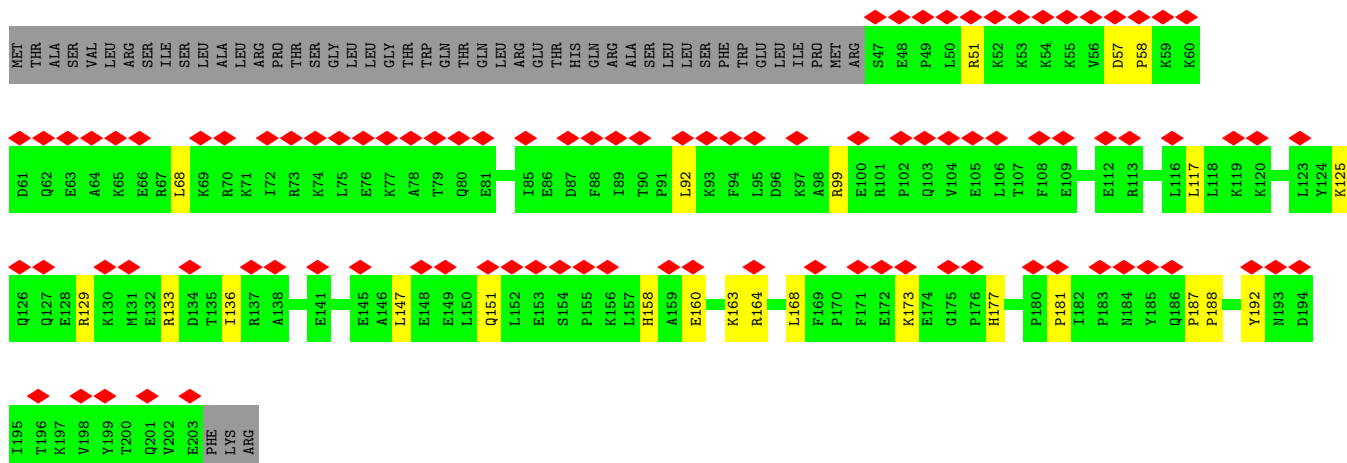 MET THR ALA SER VAL LEU ARG SER ILE SER LEU ALA LEU ARG PRO THR SER GLY LEU LEU GLY THR TRP GLN THR GLN LEU ARG GLU THR HIS GLN ARG ALA SER LEU LEU SER PHE TRP GLU LEU ILE PRO MET ARG S47 E48 P49 L50 R51 K52 K53 K54 K55 V56 D57 P58 K59 K60
D61 Q62 E63 A64 K65 E66 R67 L68 K69 R70 K71 I72 R73 K74 L75 E76 K77 A78 T79 Q80 E81 I85 E86 D87 F88 I89 T90 P91 L92 K93 F94 L95 D96 K97 A98 R99 E100 R101 P102 Q103 V104 E105 L106 T107 F108 E109 E112 R113 L116 L117 L118 K119 K120 L123 Y124 K125
Q126 Q127 E128 R129 K130 M131 E132 R133 D134 T135 I136 R137 A138 E141 E145 A146 L147 E148 E149 L150 Q151 L152 E153 S154 P155 K156 L157 H158 A159 E160 K163 R164 L168 F169 P170 F171 E172 K173 E174 G175 P176 H177 P180 P181 I182 P183 N184 Y185 Q186 P187 P188 Y192 N193 D194
I195 T196 K197 V198 Y199 T200 Q201 V202 E203 PHE LYS ARG